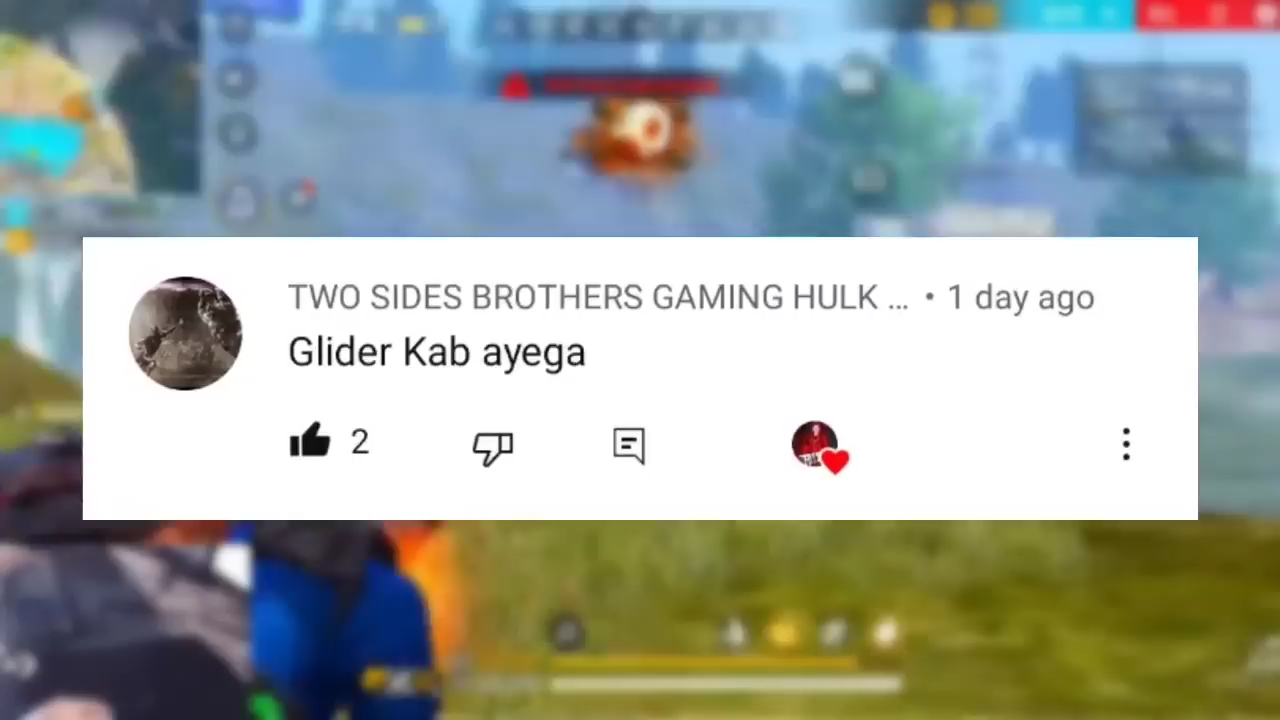 TWO SIDES BROTHERS GAMING HULK ... • 1 day ago
Glider Kab ayega
2